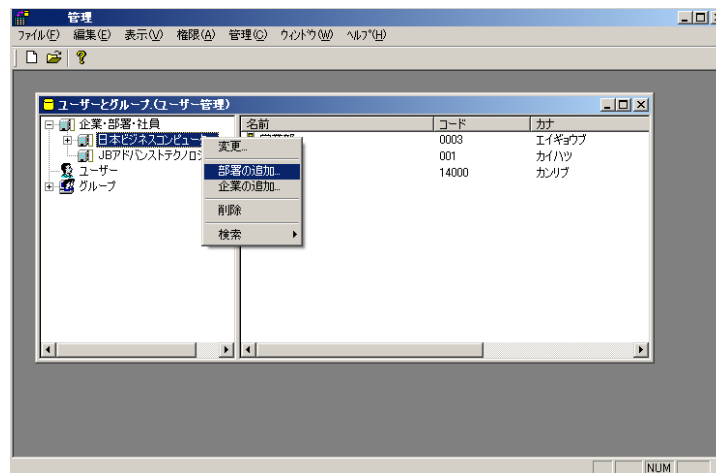 管理
ファイル(F) 編集(E) 表示(V) 権限(A) 管理(C) ウィンドウ(W) ヘルプ(H)
ユーザーとグループ.(ユーザー管理)
企業・部署・社員
日本ビジネスコンピュー
JBアドバンストテクノロジ
ユーザー
グループ
名前 コード カナ
0003 エイギョウブ
001 カイハツ
14000 カンリブ
変更...
部署の追加...
企業の追加...
削除
検索
NUM